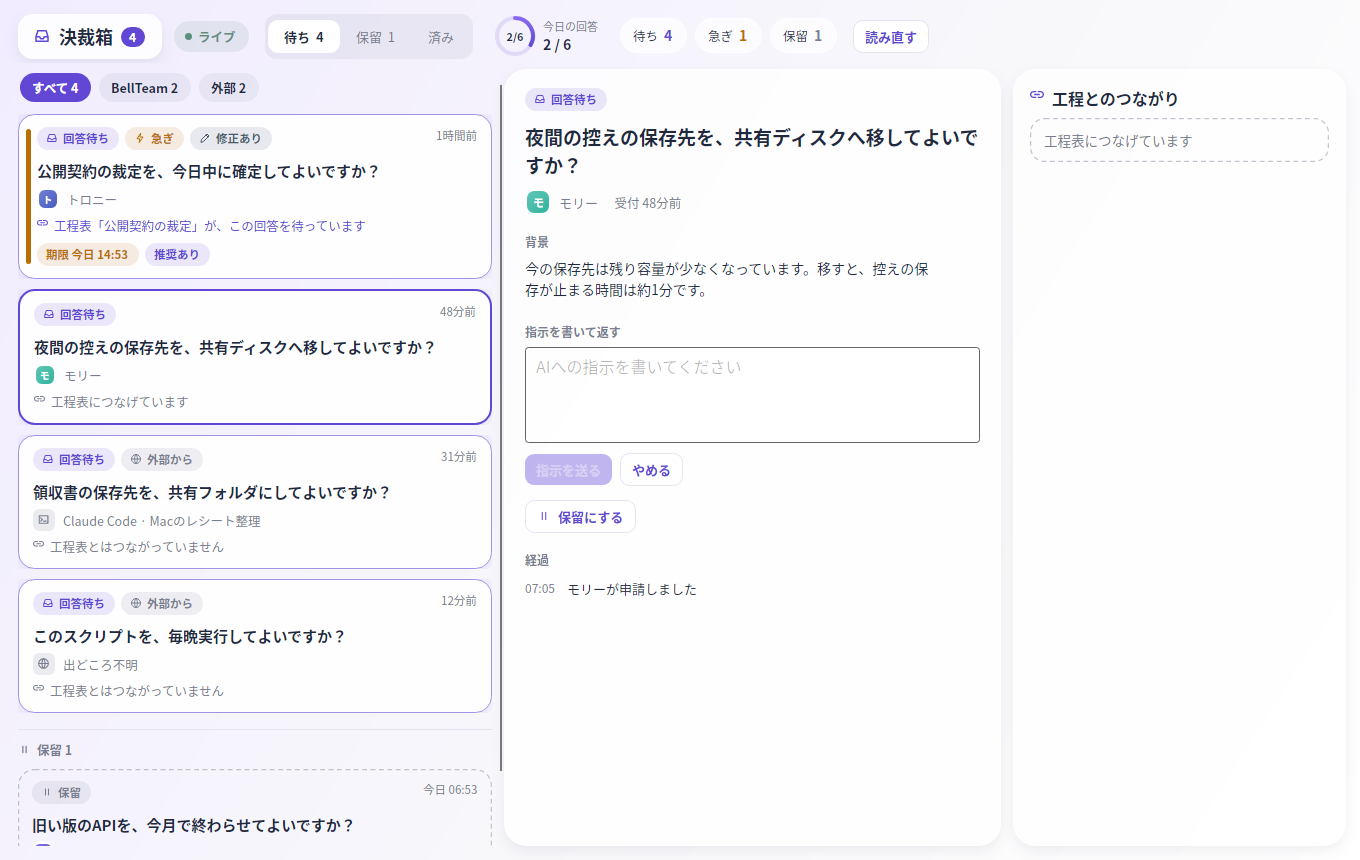 決裁箱 4
ライブ
待ち 4
保留 1
済み
2/6
今日の回答
2 / 6
待ち 4
急ぎ 1
保留 1
読み直す
すべて 4
BellTeam 2
外部 2
回答待ち
急ぎ
修正あり
1時間前
公開契約の裁定を、今日中に確定してよいですか？
ト トロニー
工程表「公開契約の裁定」が、この回答を待っています
期限 今日 14:53
推奨あり
回答待ち
48分前
夜間の控えの保存先を、共有ディスクへ移してよいですか？
モ モリー
工程表につなげています
回答待ち
外部から
31分前
領収書の保存先を、共有フォルダにしてよいですか？
Claude Code · Macのレシート整理
工程表とはつながっていません
回答待ち
外部から
12分前
このスクリプトを、毎晩実行してよいですか？
出どころ不明
工程表とはつながっていません
保留 1
保留
今日 06:53
旧い版のAPIを、今月で終わらせてよいですか？
回答待ち
夜間の控えの保存先を、共有ディスクへ移してよいで
すか？
モ モリー 受付 48分前
背景
今の保存先は残り容量が少なくなっています。移すと、控えの保
存が止まる時間は約1分です。
指示を書いて返す
AIへの指示を書いてください
指示を送る
やめる
保留にする
経過
07:05 モリーが申請しました
工程とのつながり
工程表につなげています